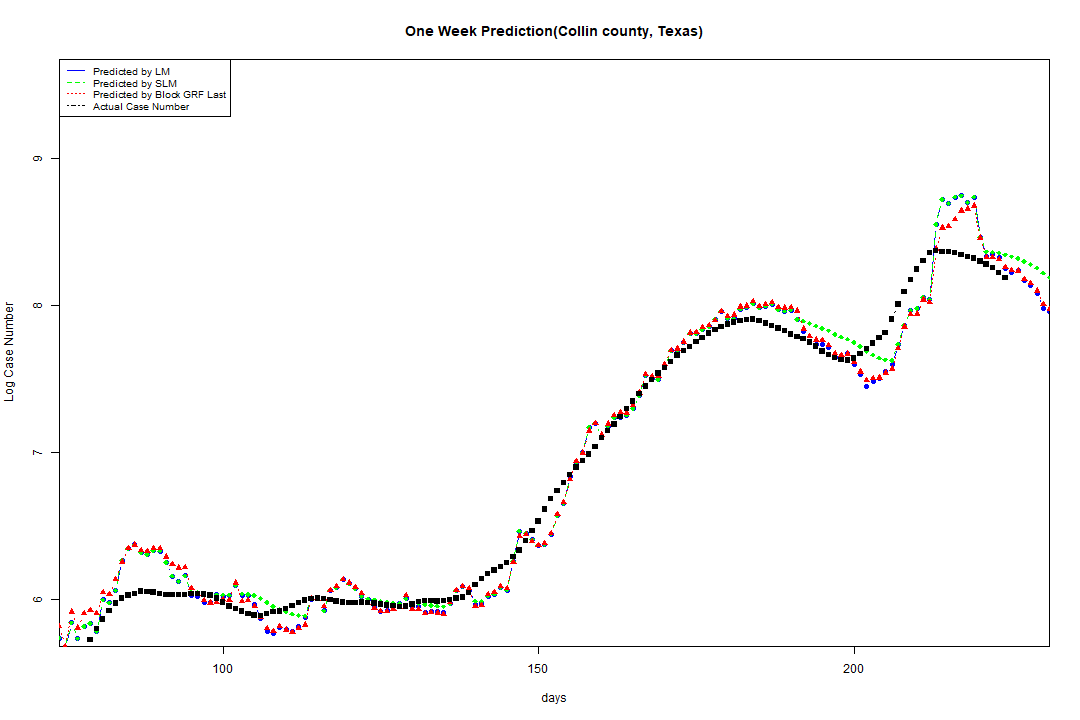 One Week Prediction(Collin county, Texas)
Predicted by LM
Predicted by SLM
Predicted by Block GRF Last
Actual Case Number
9
8
7
6
Log Case Number
100 150 200
days